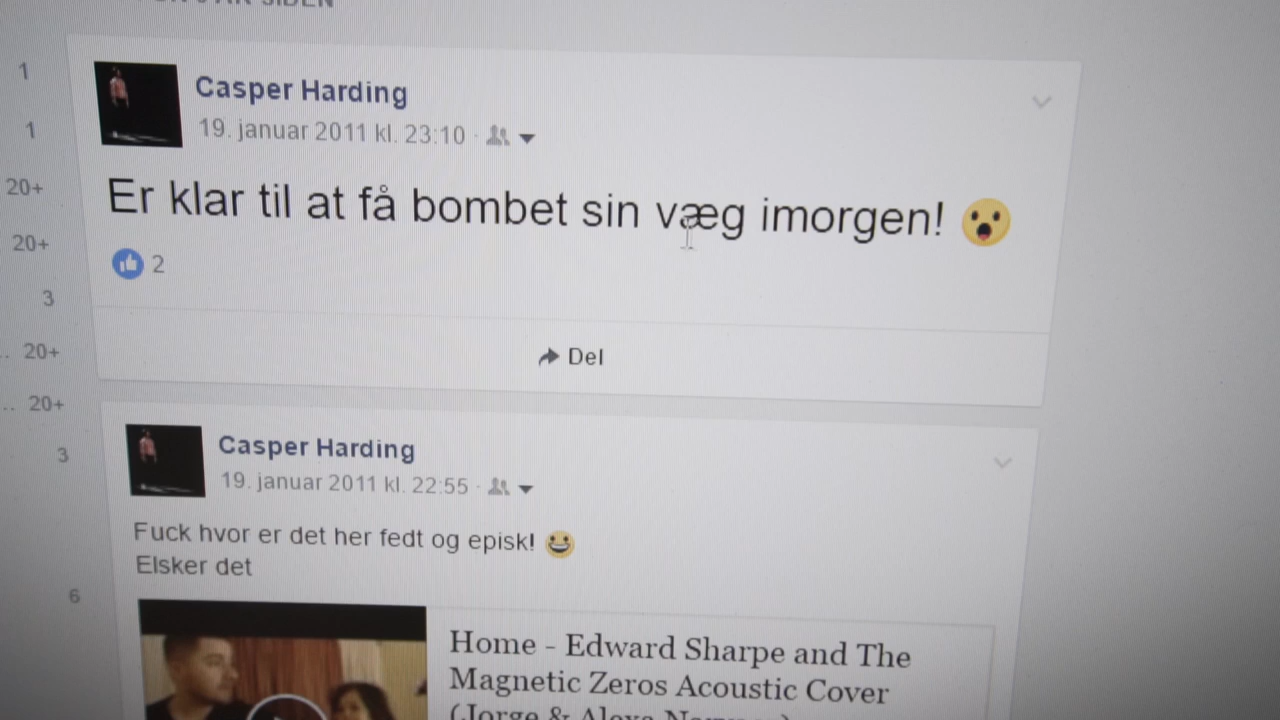 SIDEN
1
Casper Harding
19. januar 2011 kl. 23:10
1
20+
Er klar til at få bombet sin væg imorgen! 😮
20+
2
3
20+
Del
20+
3
Casper Harding
19. januar 2011 kl. 22:55
Fuck hvor er det her fedt og episk! 😀
Elsker det
6
Home - Edward Sharpe and The
Magnetic Zeros Acoustic Cover
(Jorge &